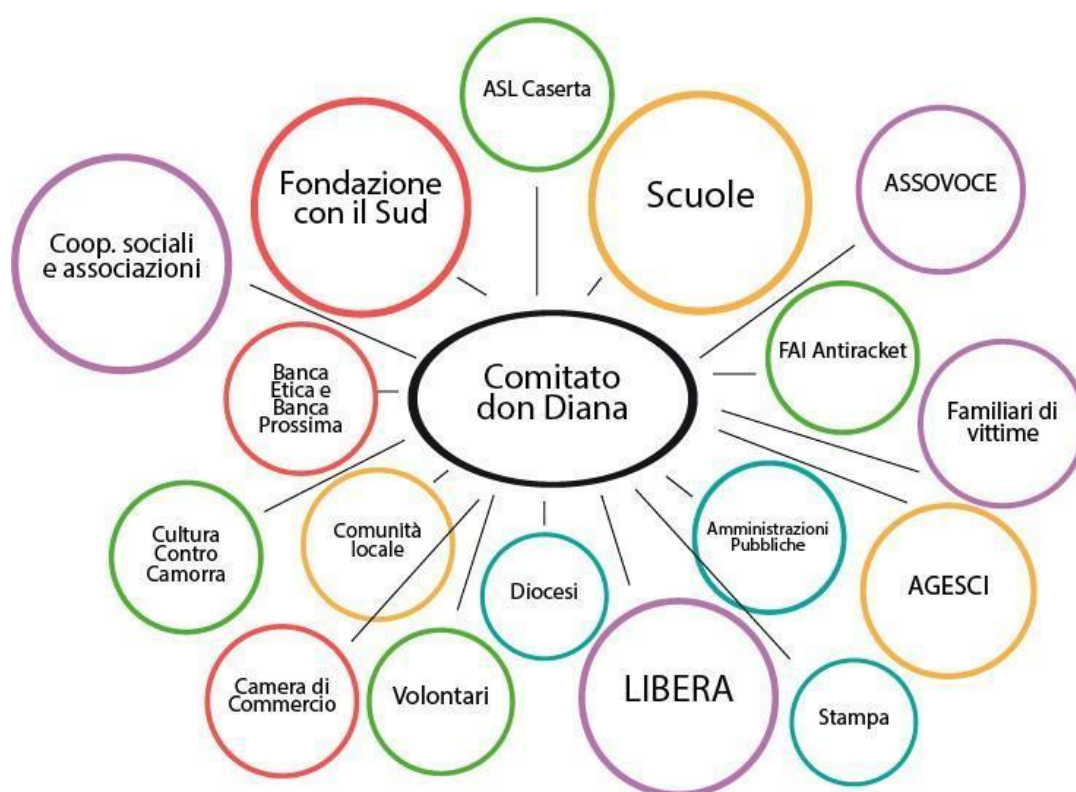 ASL Caserta
Fondazione
con il Sud
Scuole
ASSOVOCE
Coop. sociali
e associazioni
FAI Antiracket
Banca
Etica e
Banca
Prossima
Comitato
don Diana
Familiari di
vittime
Cultura
Contro
Camorra
Comunità
locale
Diocesi
Amministrazioni
Pubbliche
AGESCI
Camera di
Commercio
Volontari
LIBERA
Stampa